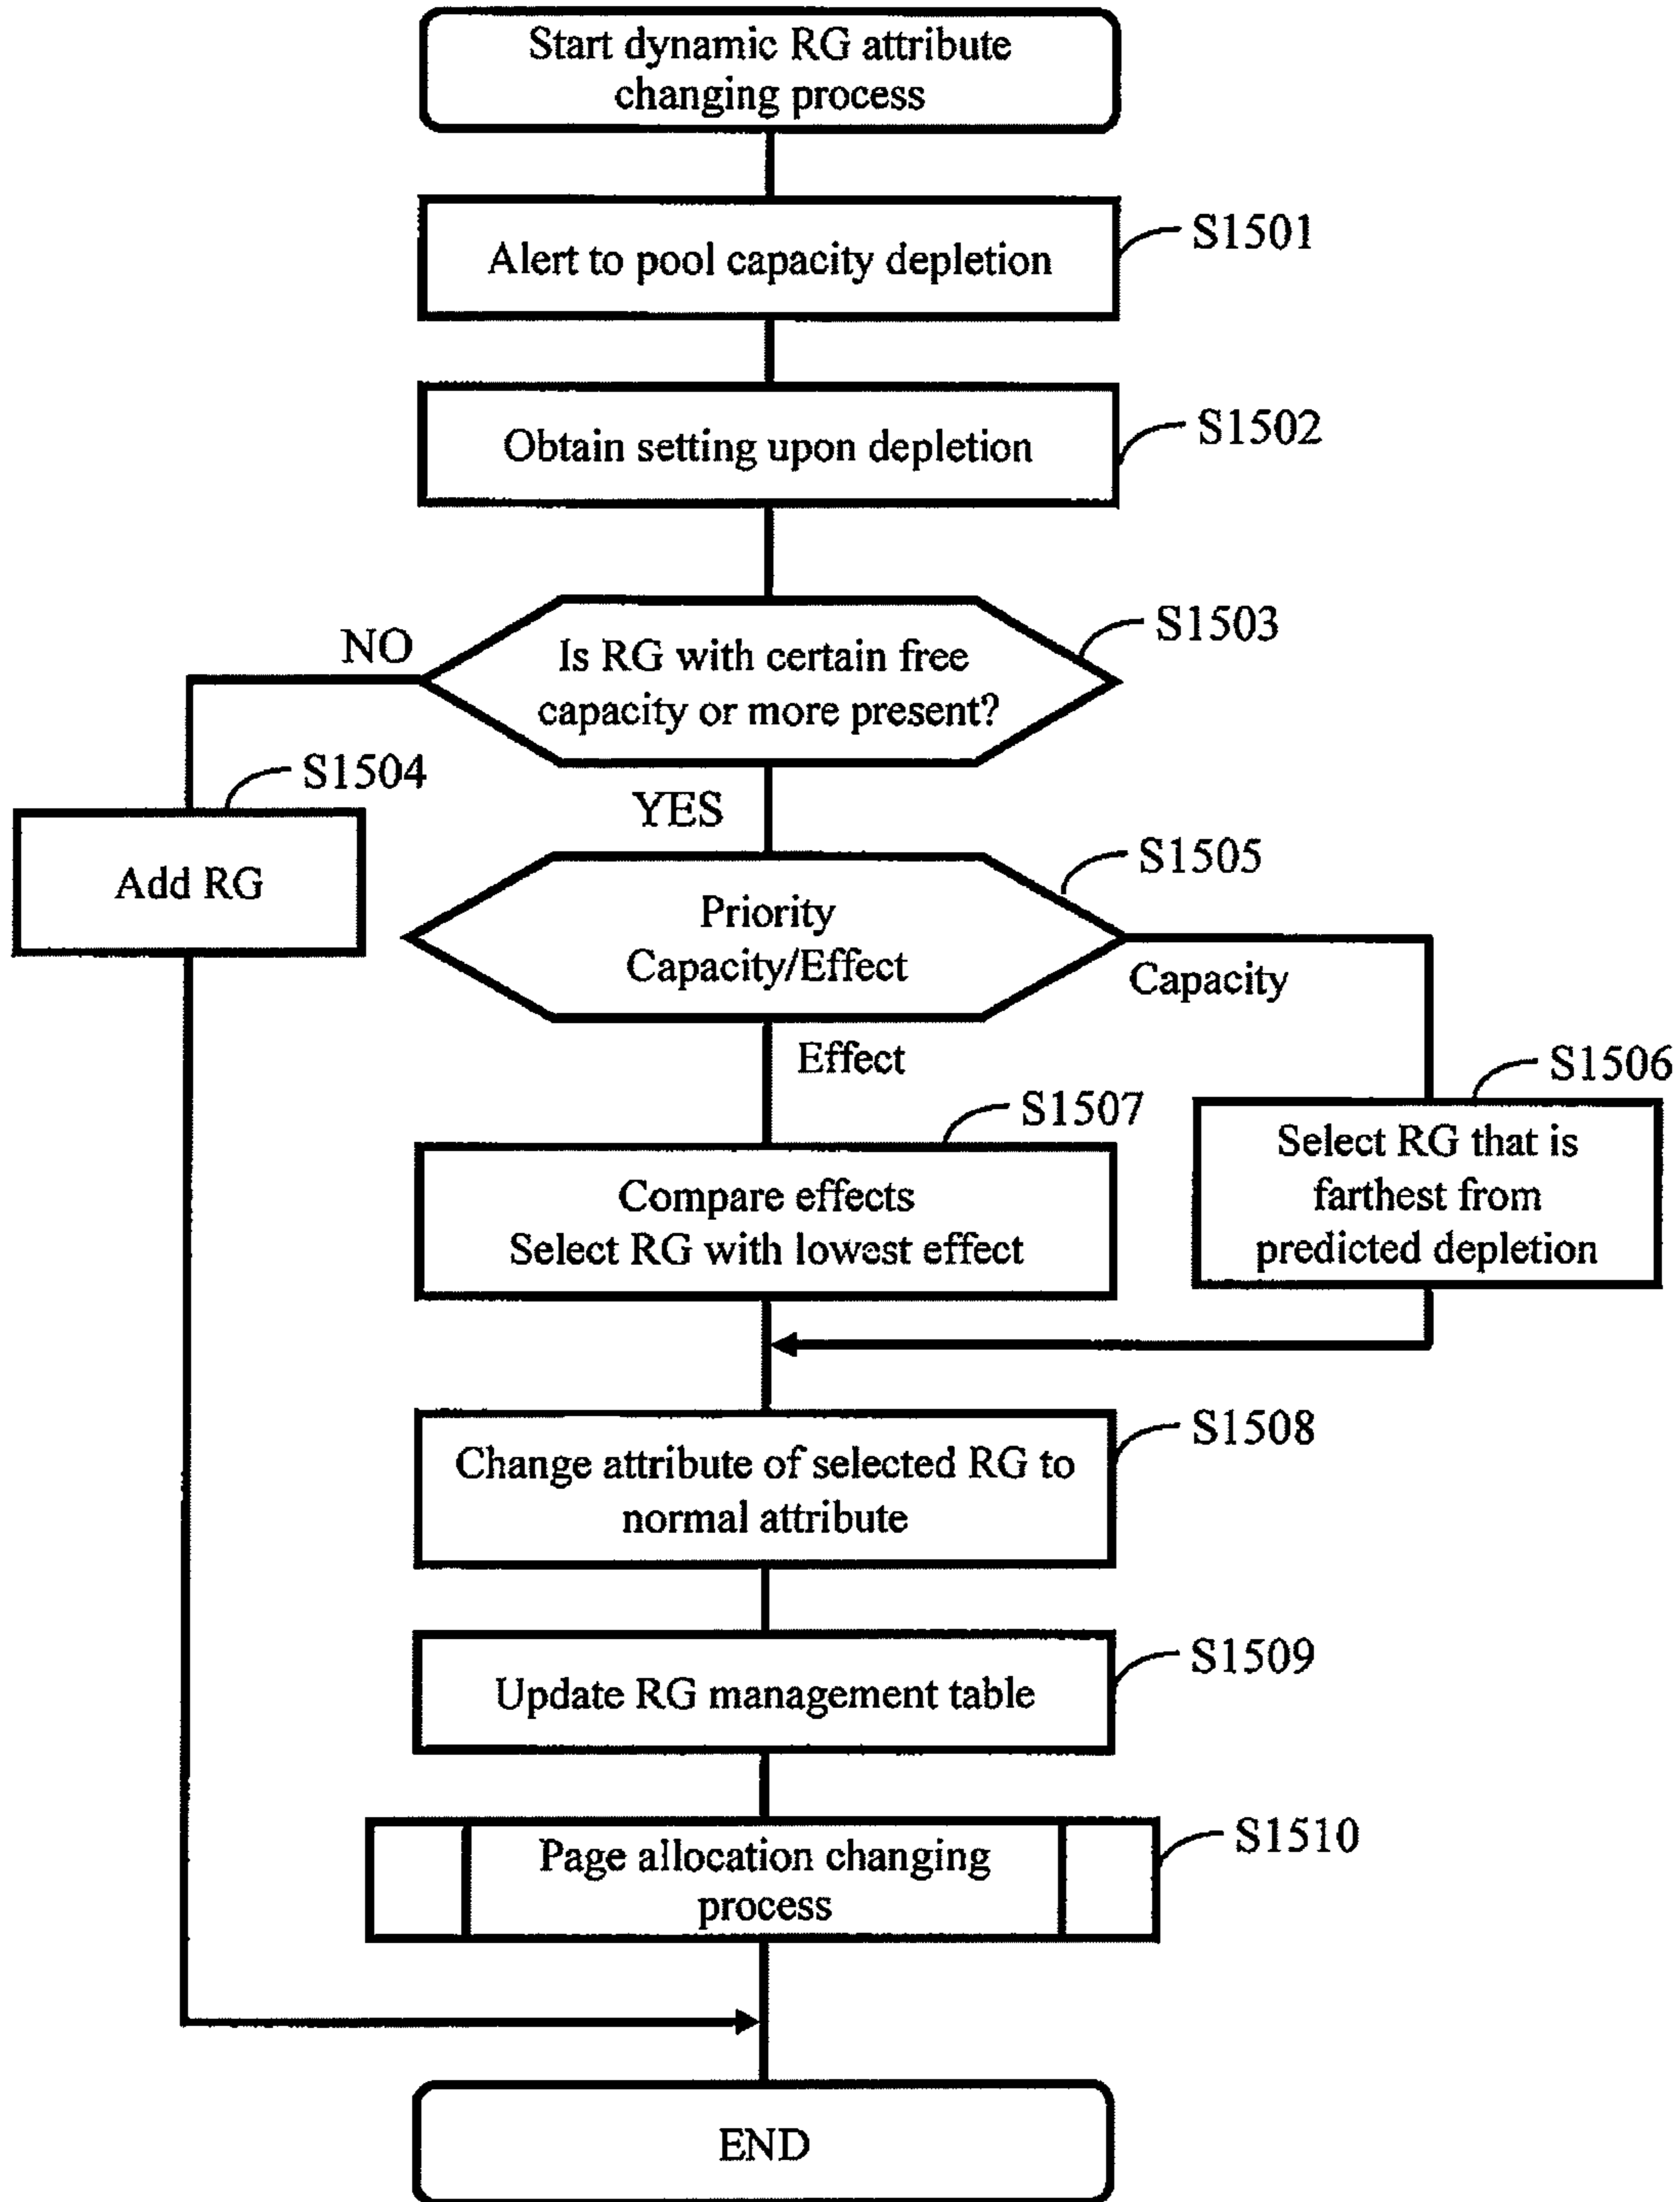 Start dynamic RG attribute
changing process
Alert to pool capacity depletion
S1501
Obtain setting upon depletion
S1502
Is RG with certain free
capacity or more present?
S1503
NO
YES
S1504
Add RG
Priority
Capacity/Effect
S1505
Capacity
Effect
S1506
Select RG that is
farthest from
predicted depletion
S1507
Compare effects
Select RG with lowest effect
Change attribute of selected RG to
normal attribute
S1508
Update RG management table
S1509
Page allocation changing
process
S1510
END